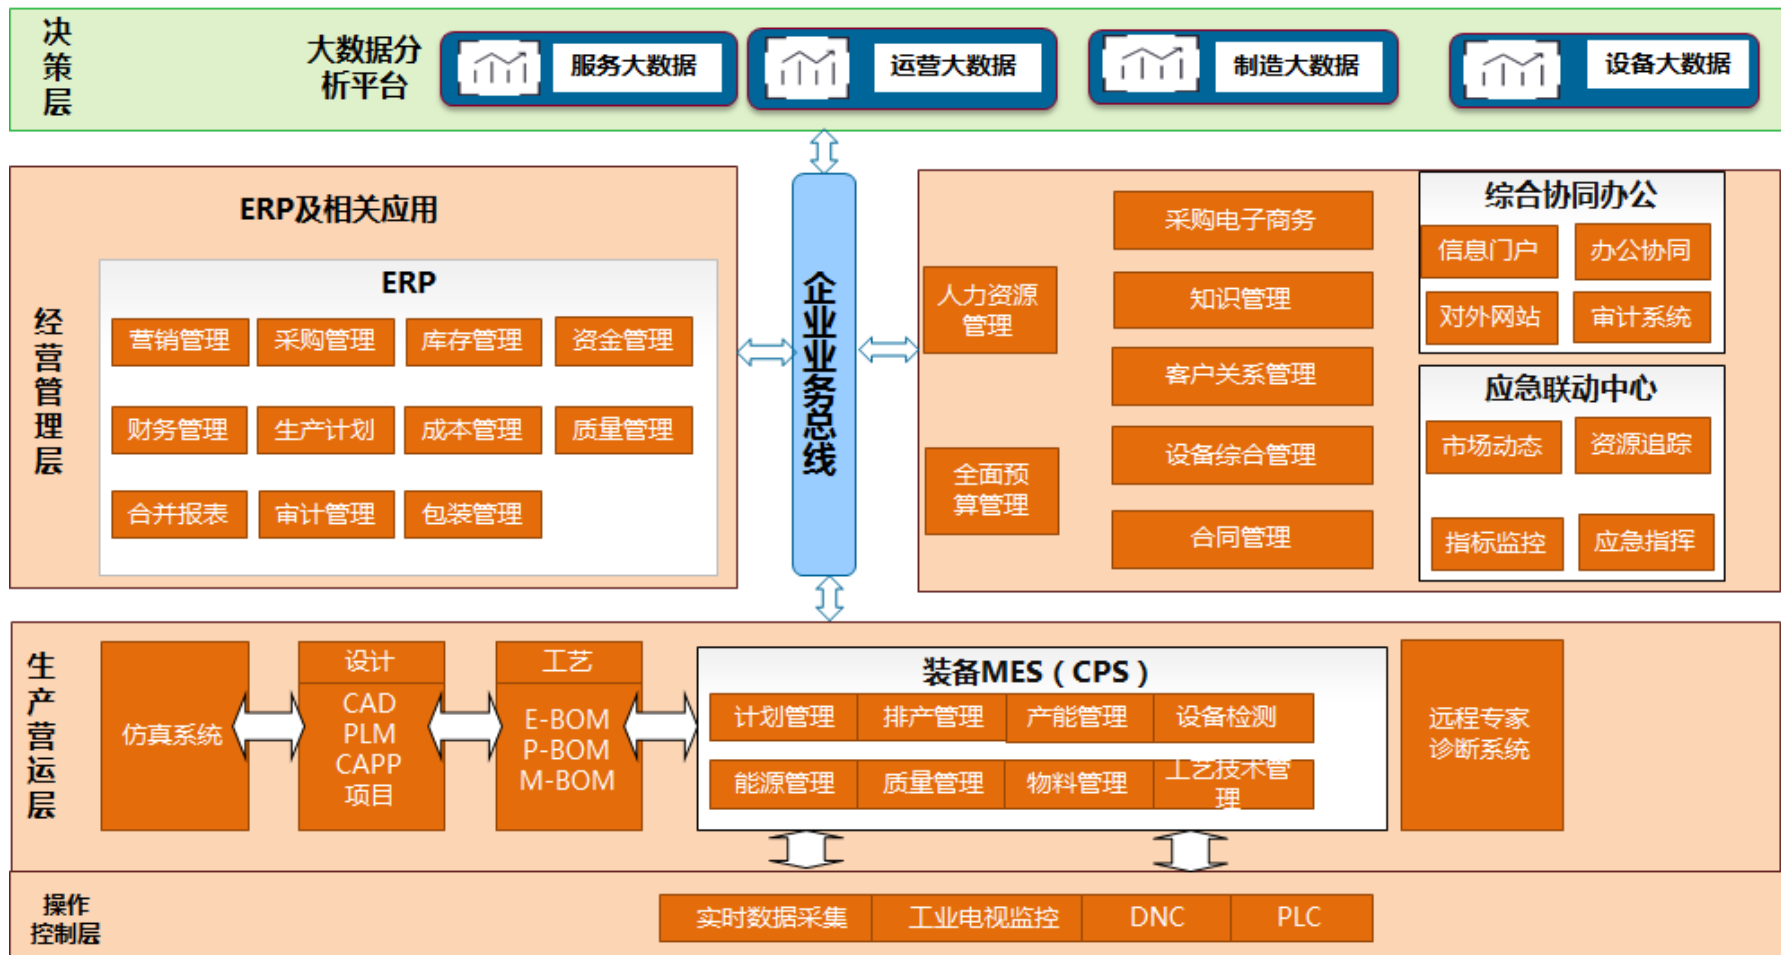 决策层
大数据分
析平台
服务大数据
运营大数据
制造大数据
设备大数据
经营管理层
ERP及相关应用
ERP
营销管理
采购管理
库存管理
资金管理
财务管理
生产计划
成本管理
质量管理
合并报表
审计管理
包装管理
企业业务总线
人力资源
管理
全面预
算管理
采购电子商务
知识管理
客户关系管理
设备综合管理
合同管理
综合协同办公
信息门户
办公协同
对外网站
审计系统
应急联动中心
市场动态
资源追踪
指标监控
应急指挥
生产营运层
仿真系统
设计
CAD
PLM
CAPP
项目
工艺
E-BOM
P-BOM
M-BOM
装备MES（CPS）
计划管理
排产管理
产能管理
设备检测
能源管理
质量管理
物料管理
工艺技术管
理
远程专家
诊断系统
操作
控制层
实时数据采集
工业电视监控
DNC
PLC